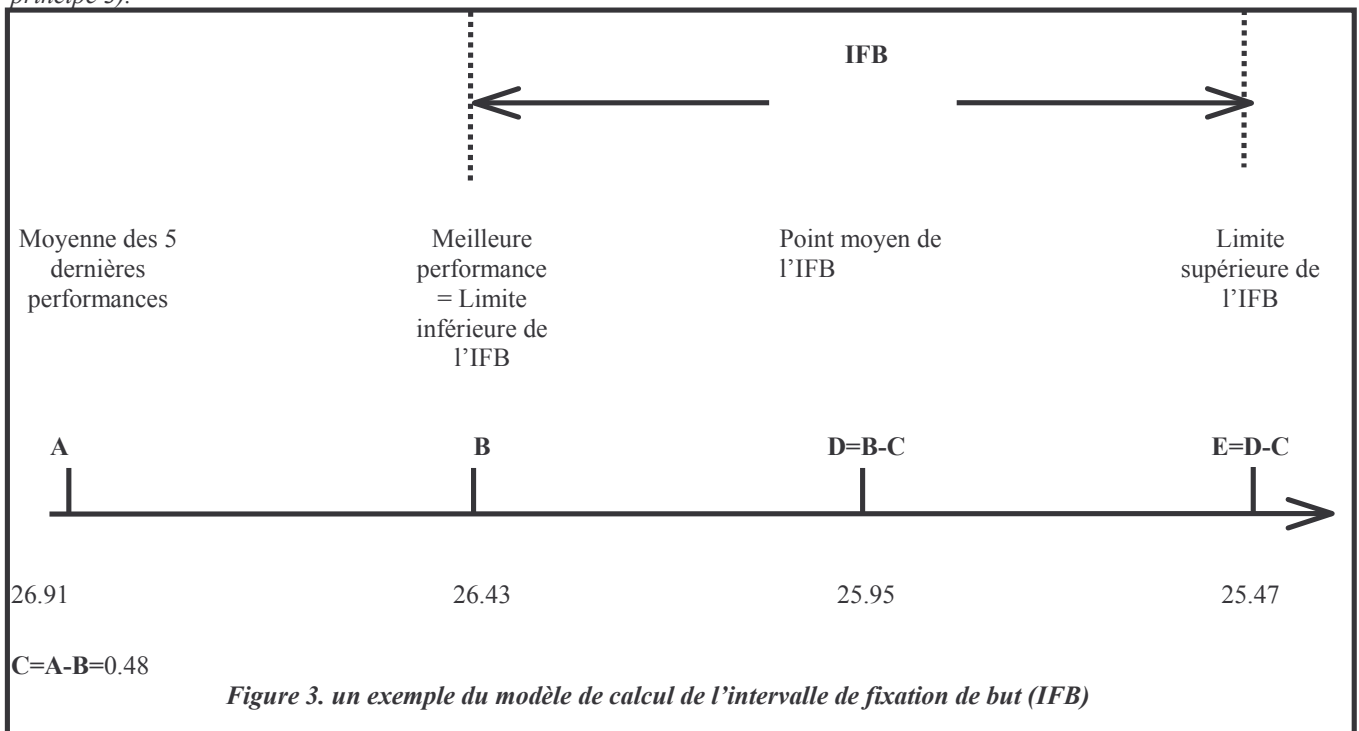 principe 3).
IFB
Moyenne des 5
dernières
performances
Meilleure
performance
= Limite
inférieure de
l’IFB
Point moyen de
l’IFB
Limite
supérieure de
l’IFB
A
B
D=B-C
E=D-C
26.91
26.43
25.95
25.47
C=A-B=0.48
Figure 3. un exemple du modèle de calcul de l’intervalle de fixation de but (IFB)